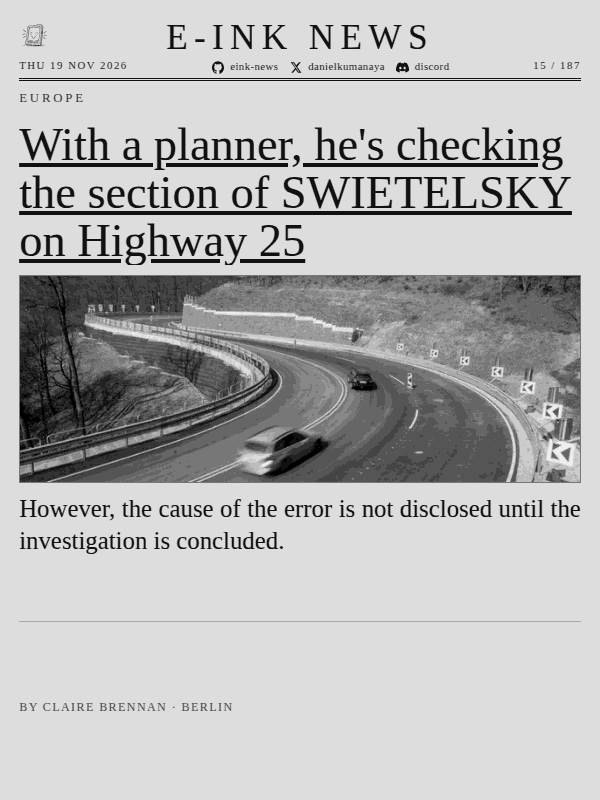 E-INK NEWS
THU 19 NOV 2026
eink-news
danielkumanaya
discord
15 / 187
EUROPE
With a planner, he's checking
the section of SWIETELSKY
on Highway 25
However, the cause of the error is not disclosed until the
investigation is concluded.
BY CLAIRE BRENNAN · BERLIN